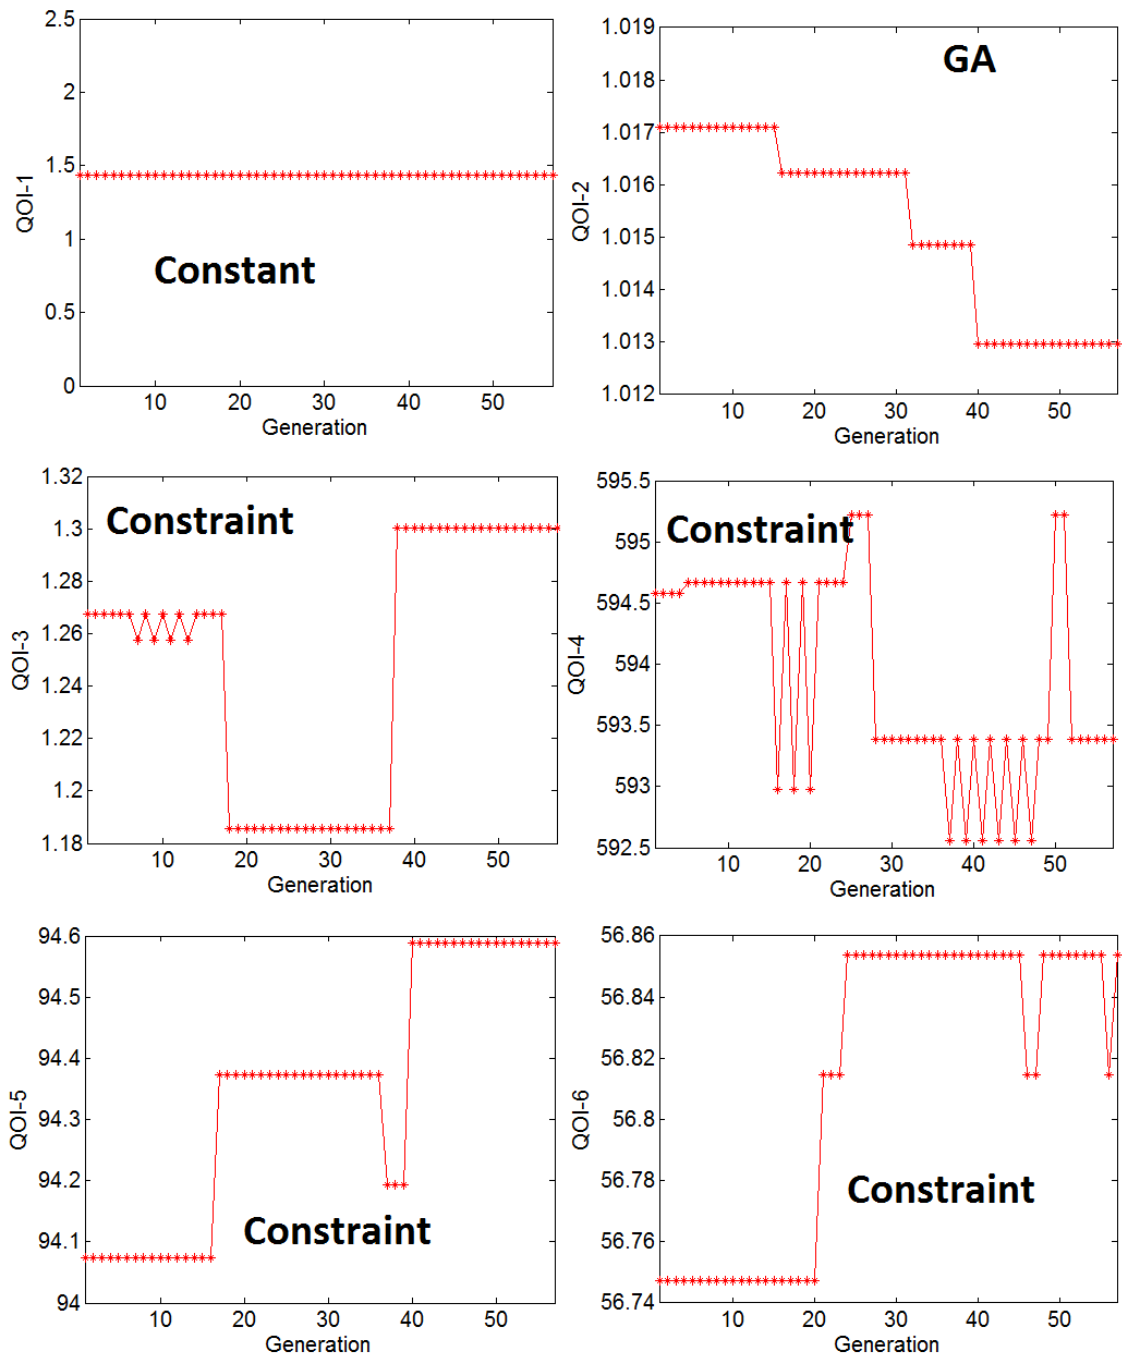 2.5
2
1.5
1
0.5
0
QOI-1
Constant
10 20 30 40 50
Generation
1.019
1.018
1.017
1.016
1.015
1.014
1.013
1.012
QOI-2
GA
10 20 30 40 50
Generation
1.32
1.3
1.28
1.26
1.24
1.22
1.2
1.18
QOI-3
Constraint
10 20 30 40 50
Generation
595.5
595
594.5
594
593.5
593
592.5
QOI-4
Constraint
10 20 30 40 50
Generation
94.6
94.5
94.4
94.3
94.2
94.1
94
QOI-5
Constraint
10 20 30 40 50
Generation
56.86
56.84
56.82
56.8
56.78
56.76
56.74
QOI-6
Constraint
10 20 30 40 50
Generation